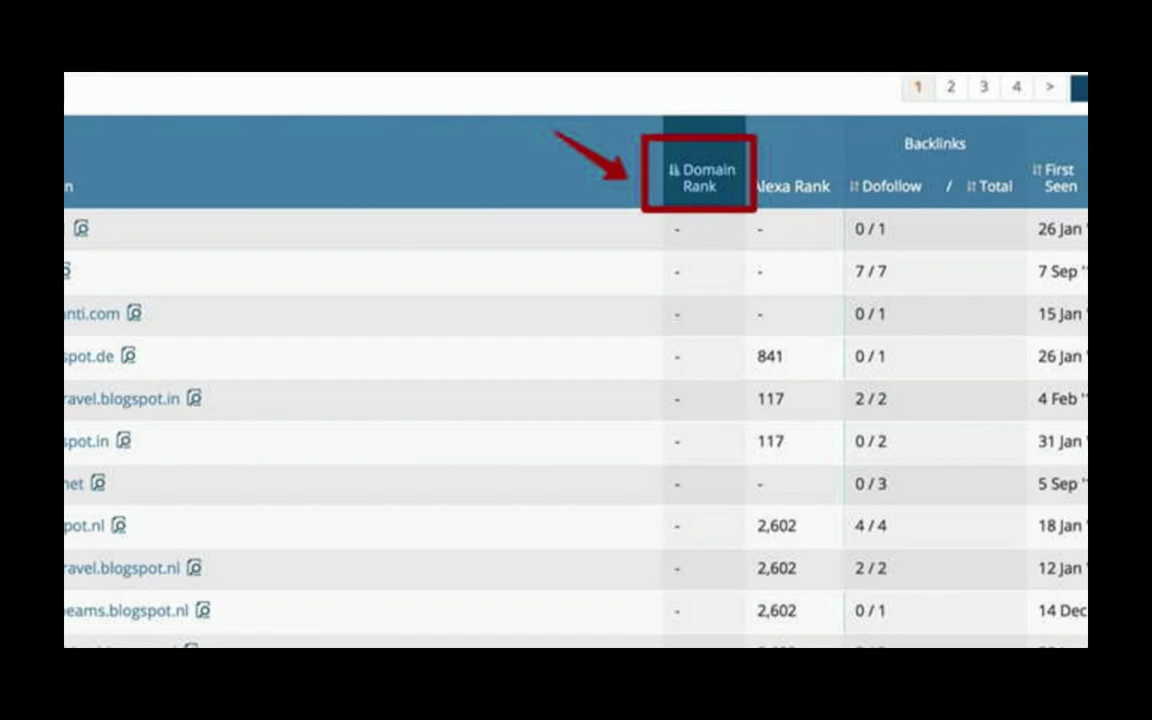 1 2 3 4 >
Backlinks
Domain Rank
Alexa Rank
Dofollow / Total
First Seen
- - 0 / 1 26 Jan
- - 7 / 7 7 Sep
anti.com - - 0 / 1 15 Jan
spot.de - 841 0 / 1 26 Jan
ravel.blogspot.in - 117 2 / 2 4 Feb
spot.in - 117 0 / 2 31 Jan
net - - 0 / 3 5 Sep
pot.nl - 2,602 4 / 4 18 Jan
ravel.blogspot.nl - 2,602 2 / 2 12 Jan
eams.blogspot.nl - 2,602 0 / 1 14 Dec